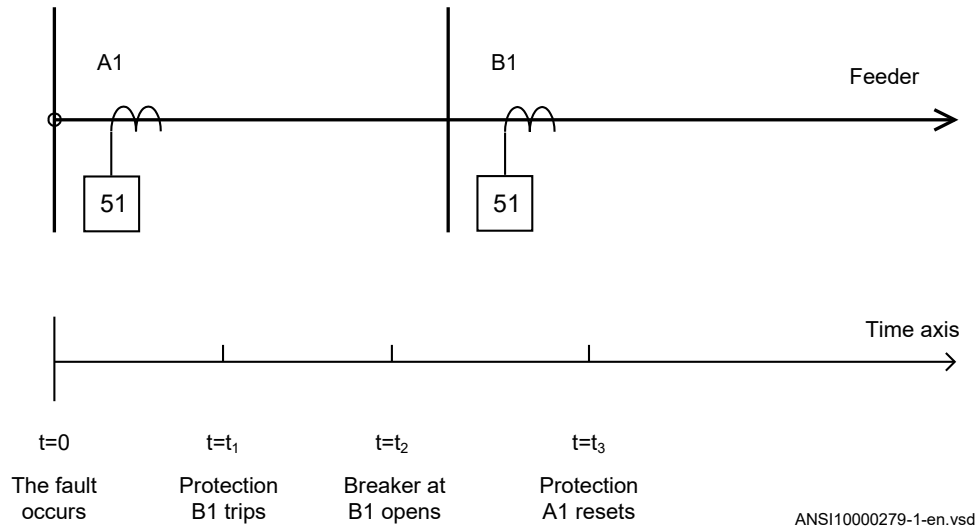 A1
B1
Feeder
51
51
Time axis
t=0
t=t₁
t=t₂
t=t₃
The fault
occurs
Protection
B1 trips
Breaker at
B1 opens
Protection
A1 resets
ANSI10000279-1-en.vsd